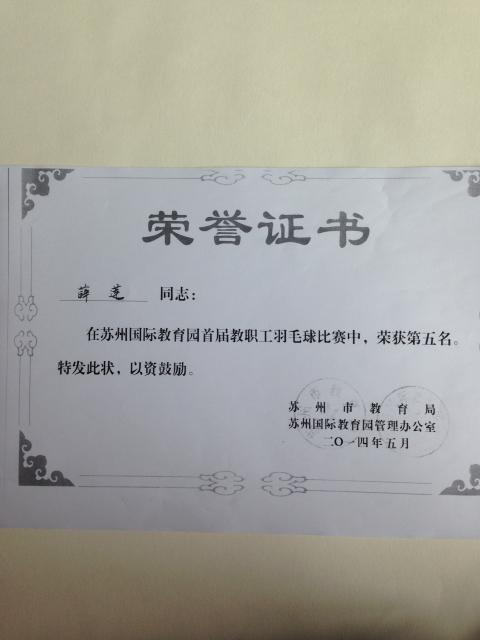 荣誉证书
薛莲 同志：
在苏州国际教育园首届教职工羽毛球比赛中，荣获第五名。
特发此状，以资鼓励。
苏州市教育局
苏州国际教育园管理办公室
二〇一四年五月